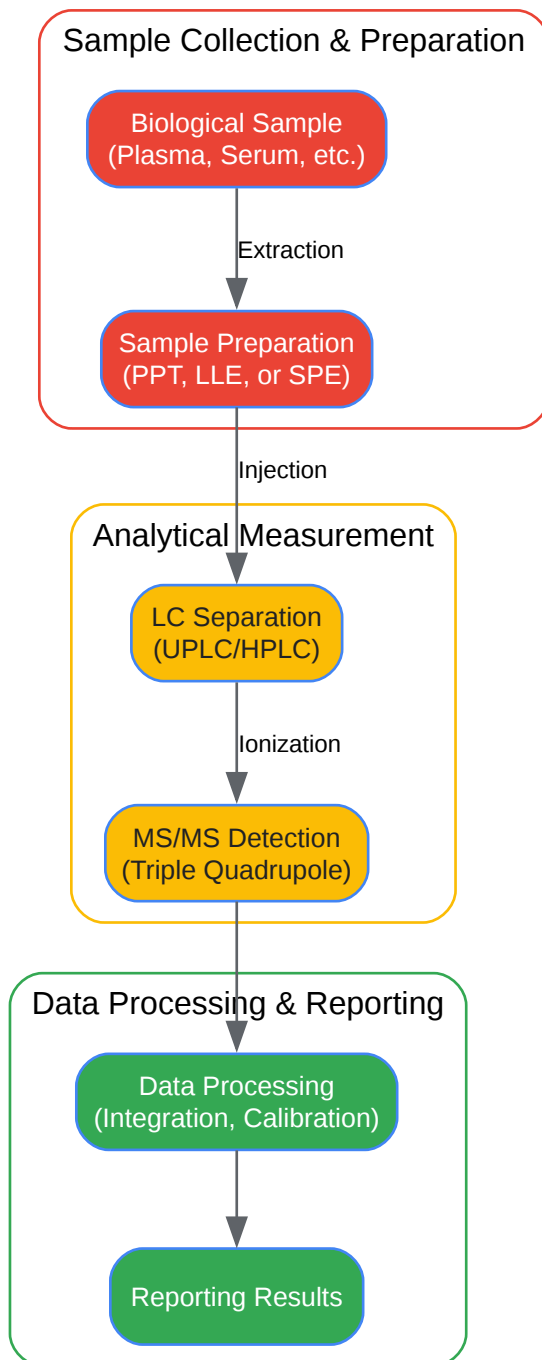 Sample Collection & Preparation
Biological Sample
(Plasma, Serum, etc.)
Extraction
Sample Preparation
(PPT, LLE, or SPE)
Injection
Analytical Measurement
LC Separation
(UPLC/HPLC)
Ionization
MS/MS Detection
(Triple Quadrupole)
Data Processing & Reporting
Data Processing
(Integration, Calibration)
Reporting Results